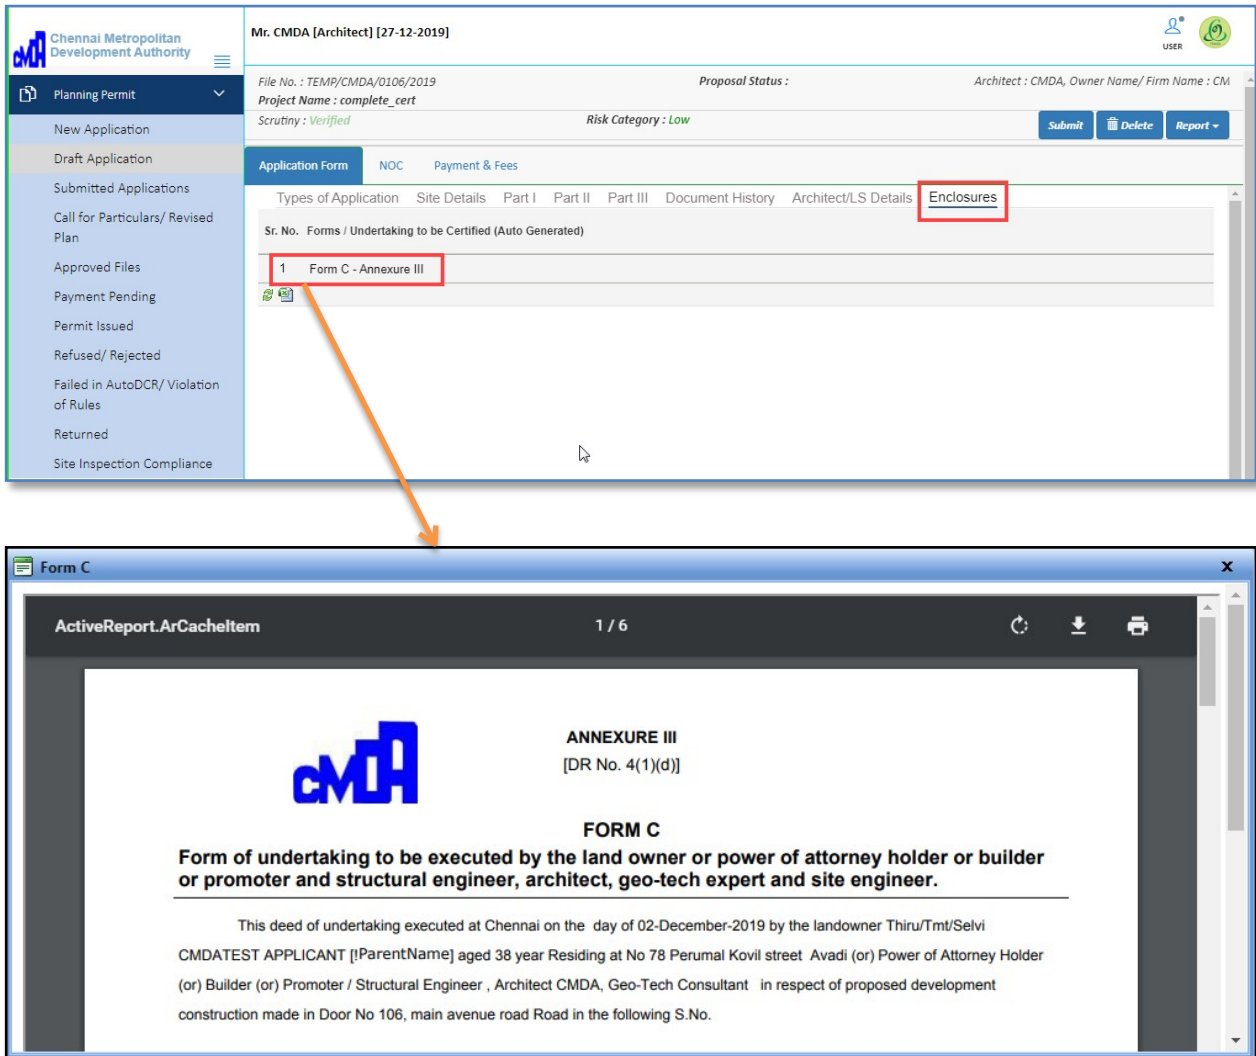 Chennai Metropolitan
Development Authority
CMDA
Mr. CMDA [Architect] [27-12-2019]
USER
Planning Permit
New Application
Draft Application
Submitted Applications
Call for Particulars/ Revised
Plan
Approved Files
Payment Pending
Permit Issued
Refused/ Rejected
Failed in AutoDCR/ Violation
of Rules
Returned
Site Inspection Compliance
File No. : TEMP/CMDA/0106/2019 Proposal Status : Architect : CMDA, Owner Name/ Firm Name : CM
Project Name : complete_cert
Scrutiny : Verified Risk Category : Low Submit Delete Report
Application Form NOC Payment & Fees
Types of Application Site Details Part I Part II Part III Document History Architect/LS Details Enclosures
Sr. No. Forms / Undertaking to be Certified (Auto Generated)
1 Form C - Annexure III
Form C x
ActiveReport.ArCacheItem 1 / 6
CMDA
ANNEXURE III
[DR No. 4(1)(d)]
FORM C
Form of undertaking to be executed by the land owner or power of attorney holder or builder
or promoter and structural engineer, architect, geo-tech expert and site engineer.
This deed of undertaking executed at Chennai on the day of 02-December-2019 by the landowner Thiru/Tmt/Selvi
CMDATEST APPLICANT [!ParentName] aged 38 year Residing at No 78 Perumal Kovil street Avadi (or) Power of Attorney Holder
(or) Builder (or) Promoter / Structural Engineer , Architect CMDA, Geo-Tech Consultant in respect of proposed development
construction made in Door No 106, main avenue road Road in the following S.No.